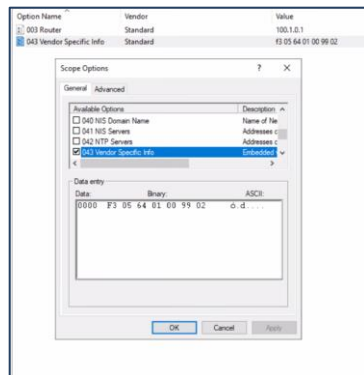 Option Name Vendor Value
003 Router Standard 100.1.0.1
043 Vendor Specific Info Standard f3 05 64 01 00 99 02
Scope Options ? X
General Advanced
Available Options Description
040 NIS Domain Name Name of Ne
041 NIS Servers Addresses
042 NTP Servers Addresses
043 Vendor Specific Info Embedded
Data entry
Data: Binary: ASCII:
0000 F3 05 64 01 00 99 02 ó.d....
OK Cancel Apply